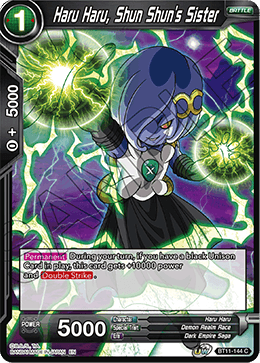 1
Haru Haru, Shun Shun's Sister
BATTLE
+ 5000
Permanent During your turn, if you have a black Unison
Card in play, this card gets +10000 power
and Double Strike.
POWER
5000
Character
Haru Haru
Special Trait
Demon Realm Race
Era
Dark Empire Saga
BT11-144 C